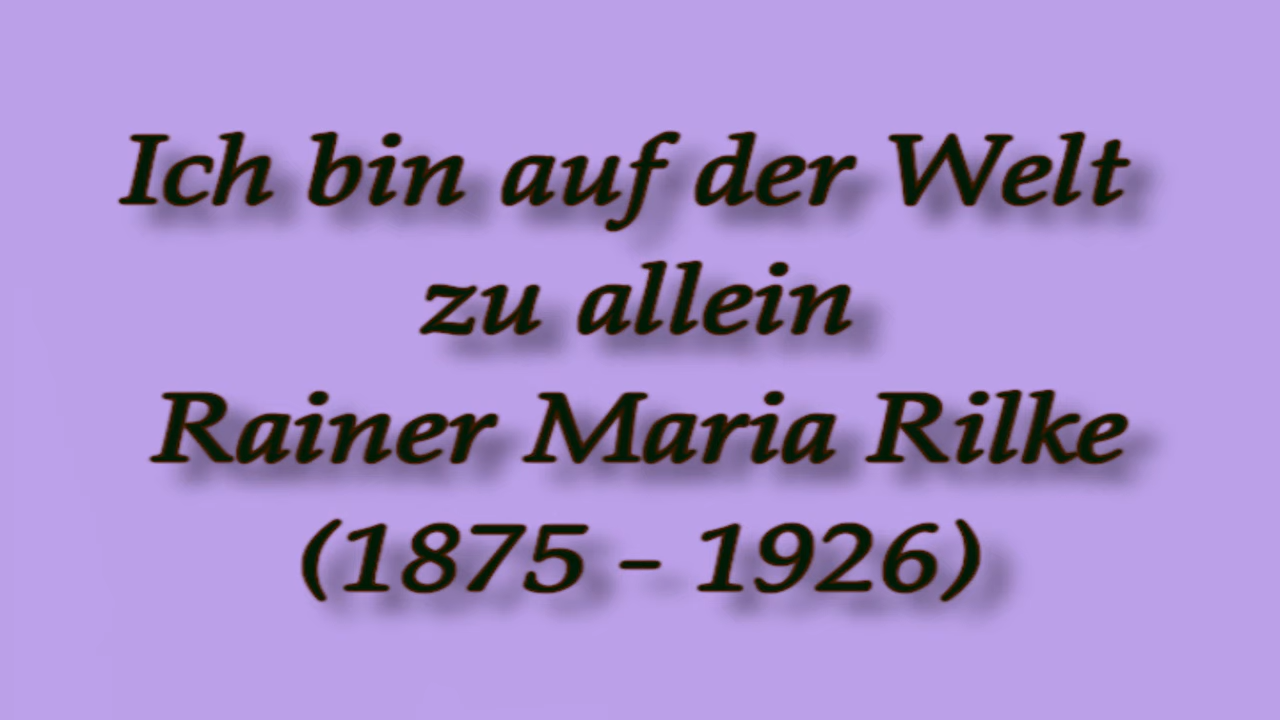 Ich bin auf der Welt
zu allein
Rainer Maria Rilke
(1875 – 1926)